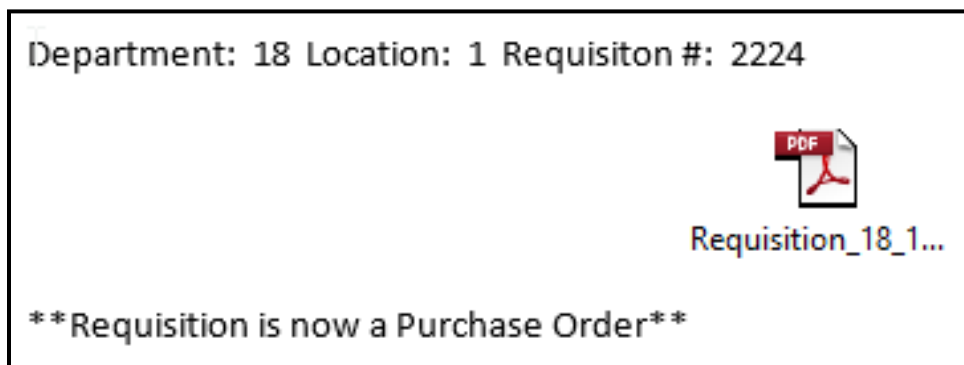 Department: 18 Location: 1 Requisiton #: 2224
PDF
Requisition_18_1...
**Requisition is now a Purchase Order**